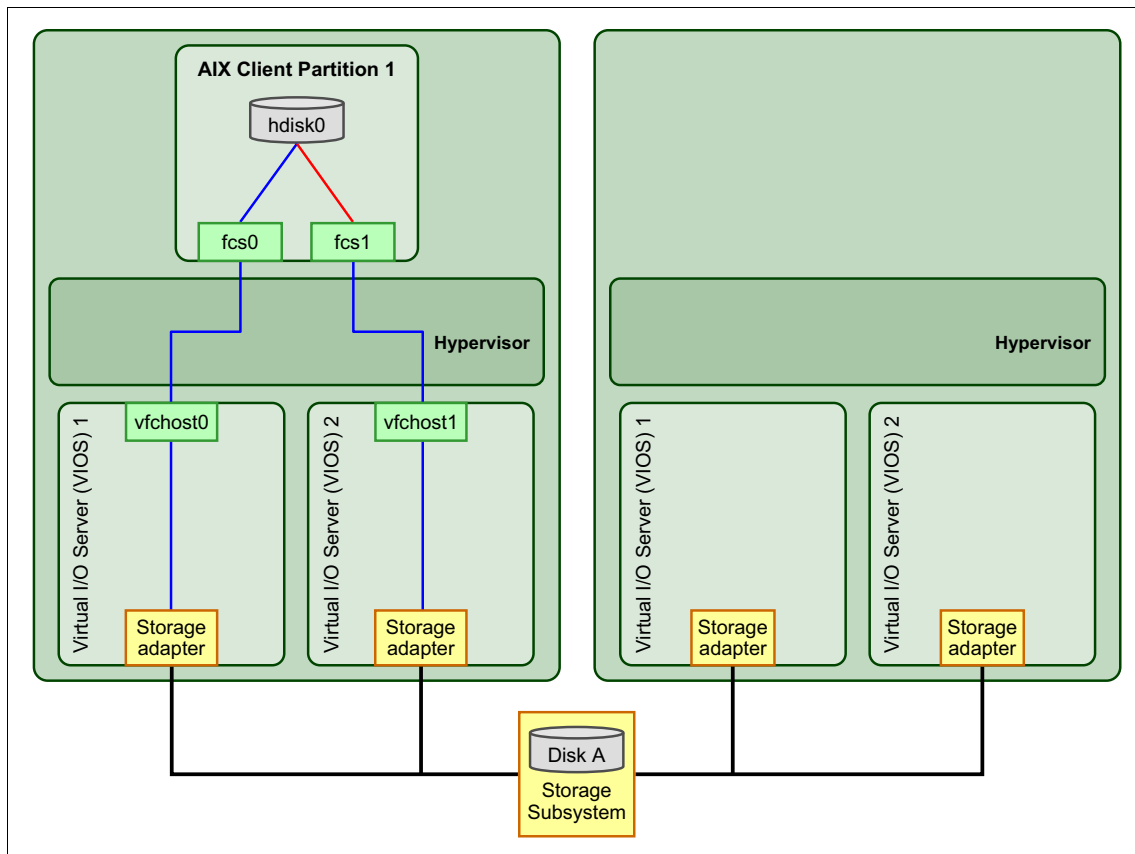 AIX Client Partition 1
hdisk0
fcs0
fcs1
Hypervisor
vfchost0
vfchost1
Virtual I/O Server (VIOS) 1
Virtual I/O Server (VIOS) 2
Storage
adapter
Storage
adapter
Hypervisor
Virtual I/O Server (VIOS) 1
Virtual I/O Server (VIOS) 2
Storage
adapter
Storage
adapter
Disk A
Storage
Subsystem